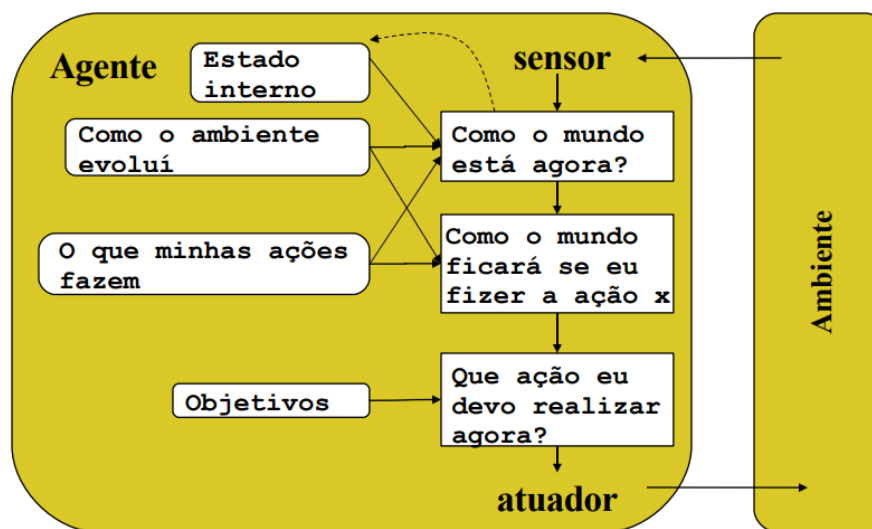 Agente
Estado
interno
sensor
Como o ambiente
evoluí
Como o mundo
está agora?
O que minhas ações
fazem
Como o mundo
ficará se eu
fizer a ação x
Objetivos
Que ação eu
devo realizar
agora?
atuador
Ambiente